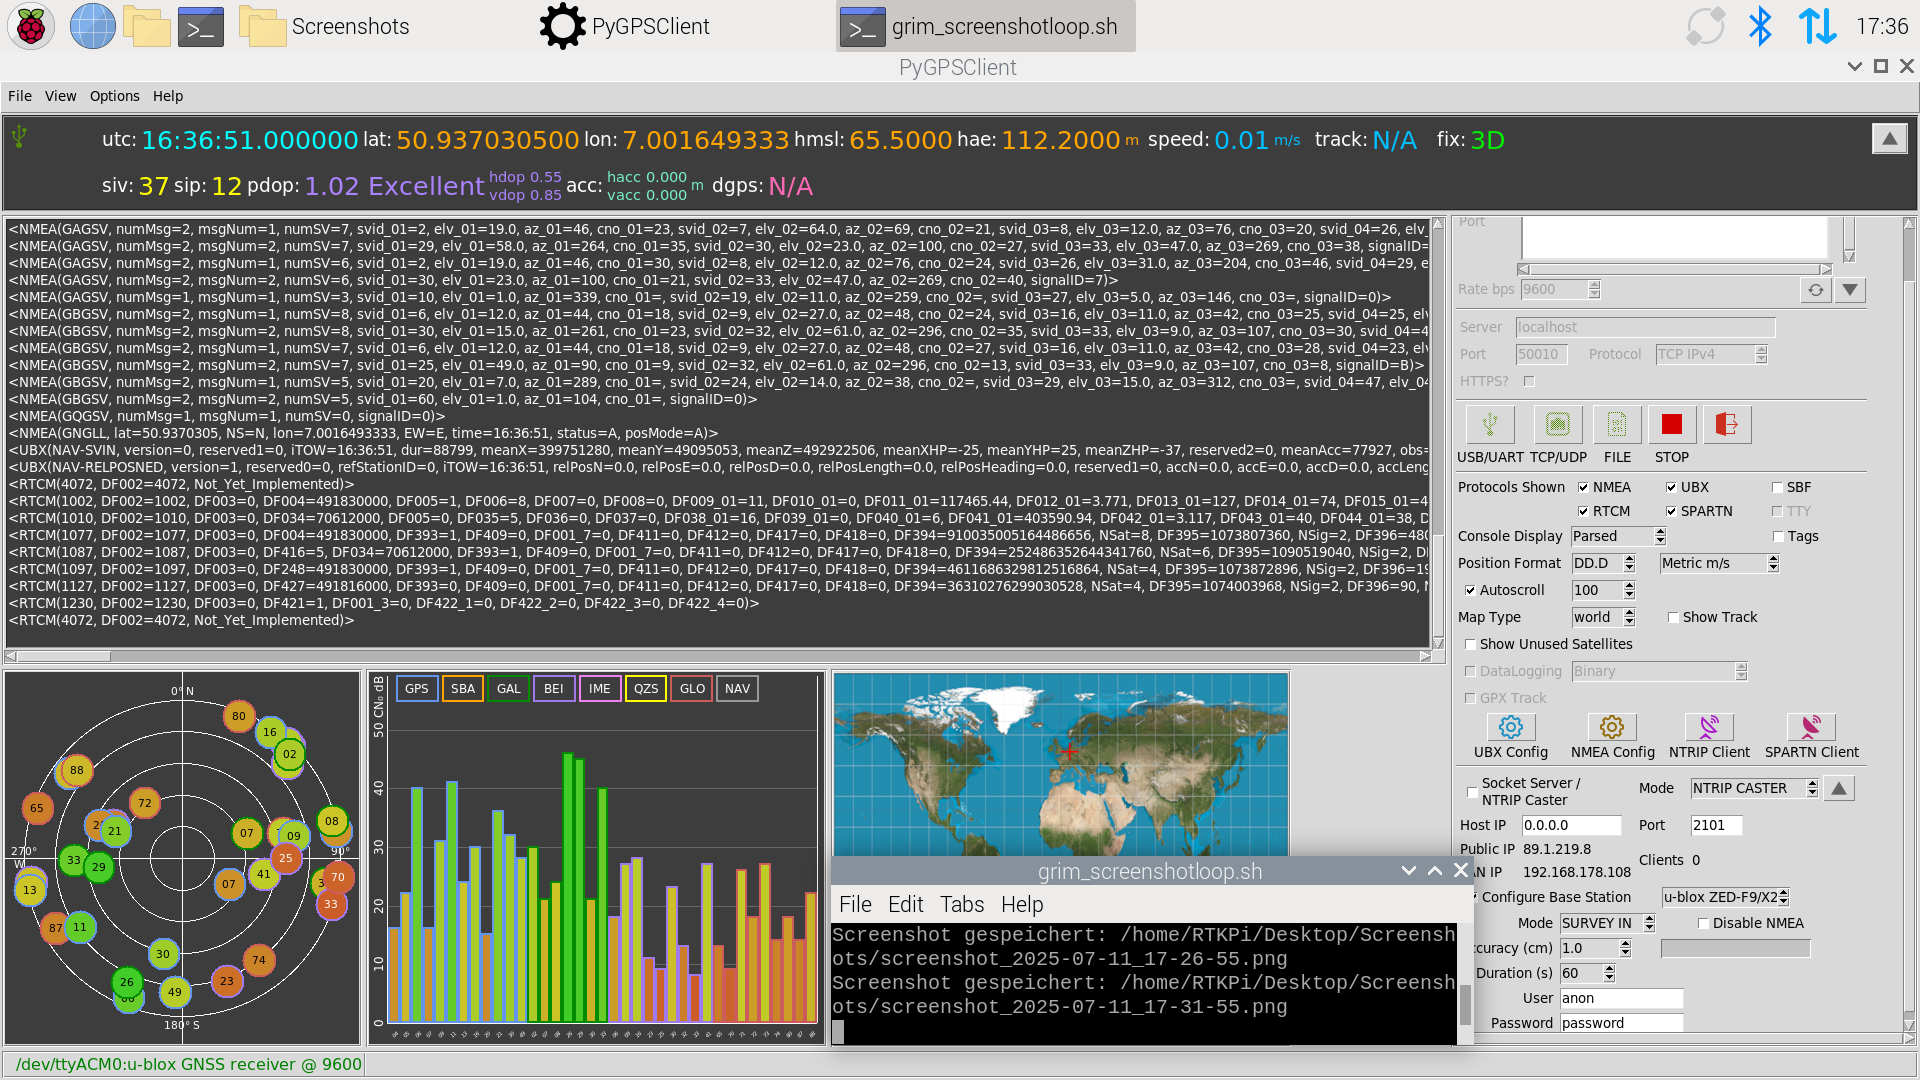 Screenshots
PyGPSClient
grim_screenshotloop.sh
17:36
PyGPSClient
File View Options Help
utc: 16:36:51.000000 lat: 50.937030500 lon: 7.001649333 hmsl: 65.5000 hae: 112.2000 m speed: 0.01 m/s track: N/A fix: 3D
siv: 37 sip: 12 pdop: 1.02 Excellent hdop 0.55 vdop 0.85 acc: hacc 0.000 vacc 0.000 m dgps: N/A
<NMEA(GAGSV, numMsg=2, msgNum=1, numSV=7, svid_01=2, elv_01=19.0, az_01=46, cno_01=23, svid_02=7, elv_02=64.0, az_02=69, cno_02=21, svid_03=8, elv_03=12.0, az_03=76, cno_03=20, svid_04=26, elv_
<NMEA(GAGSV, numMsg=2, msgNum=2, numSV=7, svid_01=29, elv_01=58.0, az_01=264, cno_01=35, svid_02=30, elv_02=23.0, az_02=100, cno_02=27, svid_03=33, elv_03=47.0, az_03=269, cno_03=38, signalID=
<NMEA(GAGSV, numMsg=2, msgNum=1, numSV=6, svid_01=2, elv_01=19.0, az_01=46, cno_01=30, svid_02=8, elv_02=12.0, az_02=76, cno_02=24, svid_03=26, elv_03=31.0, az_03=204, cno_03=46, svid_04=29, e
<NMEA(GAGSV, numMsg=2, msgNum=2, numSV=6, svid_01=30, elv_01=23.0, az_01=100, cno_01=21, svid_02=33, elv_02=47.0, az_02=269, cno_02=40, signalID=7)>
<NMEA(GAGSV, numMsg=1, msgNum=1, numSV=3, svid_01=10, elv_01=1.0, az_01=339, cno_01=, svid_02=19, elv_02=11.0, az_02=259, cno_02=, svid_03=27, elv_03=5.0, az_03=146, cno_03=, signalID=0)>
<NMEA(GBGSV, numMsg=2, msgNum=1, numSV=8, svid_01=6, elv_01=12.0, az_01=44, cno_01=18, svid_02=9, elv_02=27.0, az_02=48, cno_02=24, svid_03=16, elv_03=11.0, az_03=42, cno_03=25, svid_04=25, el
<NMEA(GBGSV, numMsg=2, msgNum=2, numSV=8, svid_01=30, elv_01=15.0, az_01=261, cno_01=23, svid_02=32, elv_02=61.0, az_02=296, cno_02=35, svid_03=33, elv_03=9.0, az_03=107, cno_03=30, svid_04=4
<NMEA(GBGSV, numMsg=2, msgNum=1, numSV=7, svid_01=6, elv_01=12.0, az_01=44, cno_01=18, svid_02=9, elv_02=27.0, az_02=48, cno_02=27, svid_03=16, elv_03=11.0, az_03=42, cno_03=28, svid_04=23, el
<NMEA(GBGSV, numMsg=2, msgNum=2, numSV=7, svid_01=25, elv_01=49.0, az_01=90, cno_01=9, svid_02=32, elv_02=61.0, az_02=296, cno_02=13, svid_03=33, elv_03=9.0, az_03=107, cno_03=8, signalID=B)>
<NMEA(GBGSV, numMsg=2, msgNum=1, numSV=5, svid_01=20, elv_01=7.0, az_01=289, cno_01=, svid_02=24, elv_02=14.0, az_02=38, cno_02=, svid_03=29, elv_03=15.0, az_03=312, cno_03=, svid_04=47, elv_04
<NMEA(GBGSV, numMsg=2, msgNum=2, numSV=5, svid_01=60, elv_01=1.0, az_01=104, cno_01=, signalID=0)>
<NMEA(GQGSV, numMsg=1, msgNum=1, numSV=0, signalID=0)>
<NMEA(GNGLL, lat=50.9370305, NS=N, lon=7.0016493333, EW=E, time=16:36:51, status=A, posMode=A)>
<UBX(NAV-SVIN, version=0, reserved1=0, iTOW=16:36:51, dur=88799, meanX=399751280, meanY=49095053, meanZ=492922506, meanXHP=-25, meanYHP=25, meanZHP=-37, reserved2=0, meanAcc=77927, obs=
<UBX(NAV-RELPOSNED, version=1, reserved0=0, refStationID=0, iTOW=16:36:51, relPosN=0.0, relPosE=0.0, relPosD=0.0, relPosLength=0.0, relPosHeading=0.0, reserved1=0, accN=0.0, accE=0.0, accD=0.0, accLeng
<RTCM(4072, DF002=4072, Not_Yet_Implemented)>
<RTCM(1002, DF002=1002, DF003=0, DF004=491830000, DF005=1, DF006=8, DF007=0, DF008=0, DF009_01=11, DF010_01=0, DF011_01=117465.44, DF012_01=3.771, DF013_01=127, DF014_01=74, DF015_01=4
<RTCM(1010, DF002=1010, DF003=0, DF034=70612000, DF005=0, DF035=5, DF036=0, DF037=0, DF038_01=16, DF039_01=0, DF040_01=6, DF041_01=403590.94, DF042_01=3.117, DF043_01=40, DF044_01=38, D
<RTCM(1077, DF002=1077, DF003=0, DF004=491830000, DF393=1, DF409=0, DF001_7=0, DF411=0, DF412=0, DF417=0, DF418=0, DF394=910035005164486656, NSat=8, DF395=1073807360, NSig=2, DF396=480
<RTCM(1087, DF002=1087, DF003=0, DF416=5, DF034=70612000, DF393=1, DF409=0, DF001_7=0, DF411=0, DF412=0, DF417=0, DF418=0, DF394=252486352644341760, NSat=6, DF395=1090519040, NSig=2, DF
<RTCM(1097, DF002=1097, DF003=0, DF248=491830000, DF393=1, DF409=0, DF001_7=0, DF411=0, DF412=0, DF417=0, DF418=0, DF394=4611686329812516864, NSat=4, DF395=1073872896, NSig=2, DF396=19
<RTCM(1127, DF002=1127, DF003=0, DF427=491816000, DF393=0, DF409=0, DF001_7=0, DF411=0, DF412=0, DF417=0, DF418=0, DF394=36310276299030528, NSat=4, DF395=1074003968, NSig=2, DF396=90, N
<RTCM(1230, DF002=1230, DF003=0, DF421=1, DF001_3=0, DF422_1=0, DF422_2=0, DF422_3=0, DF422_4=0)>
<RTCM(4072, DF002=4072, Not_Yet_Implemented)>
Port
Rate bps 9600
Server localhost
Port 50010 Protocol TCP IPv4
HTTPS?
USB/UART TCP/UDP FILE STOP
Protocols Shown NMEA UBX SBF
RTCM SPARTN TTY
Console Display Parsed Tags
Position Format DD.D Metric m/s
Autoscroll 100
Map Type world Show Track
Show Unused Satellites
DataLogging Binary
GPX Track
UBX Config NMEA Config NTRIP Client SPARTN Client
Socket Server /
NTRIP Caster Mode NTRIP CASTER
Host IP 0.0.0.0 Port 2101
Public IP 89.1.219.8
Clients 0
AN IP 192.168.178.108
Configure Base Station u-blox ZED-F9/X2
Mode SURVEY IN Disable NMEA
ccuracy (cm) 1.0
Duration (s) 60
User anon
Password password
0° N
80
16
02
88
65
72
21
08
07
09
270° W
90°
33
29
25
41
07
70
13
33
87
11
30
74
26
23
49
180° S
50 CN₀ dB
40
30
20
10
0
GPS SBA GAL BEI IME QZS GLO NAV
grim_screenshotloop.sh
File Edit Tabs Help
Screenshot gespeichert: /home/RTKPi/Desktop/Screensh
ots/screenshot_2025-07-11_17-26-55.png
Screenshot gespeichert: /home/RTKPi/Desktop/Screensh
ots/screenshot_2025-07-11_17-31-55.png
/dev/ttyACM0:u-blox GNSS receiver @ 9600